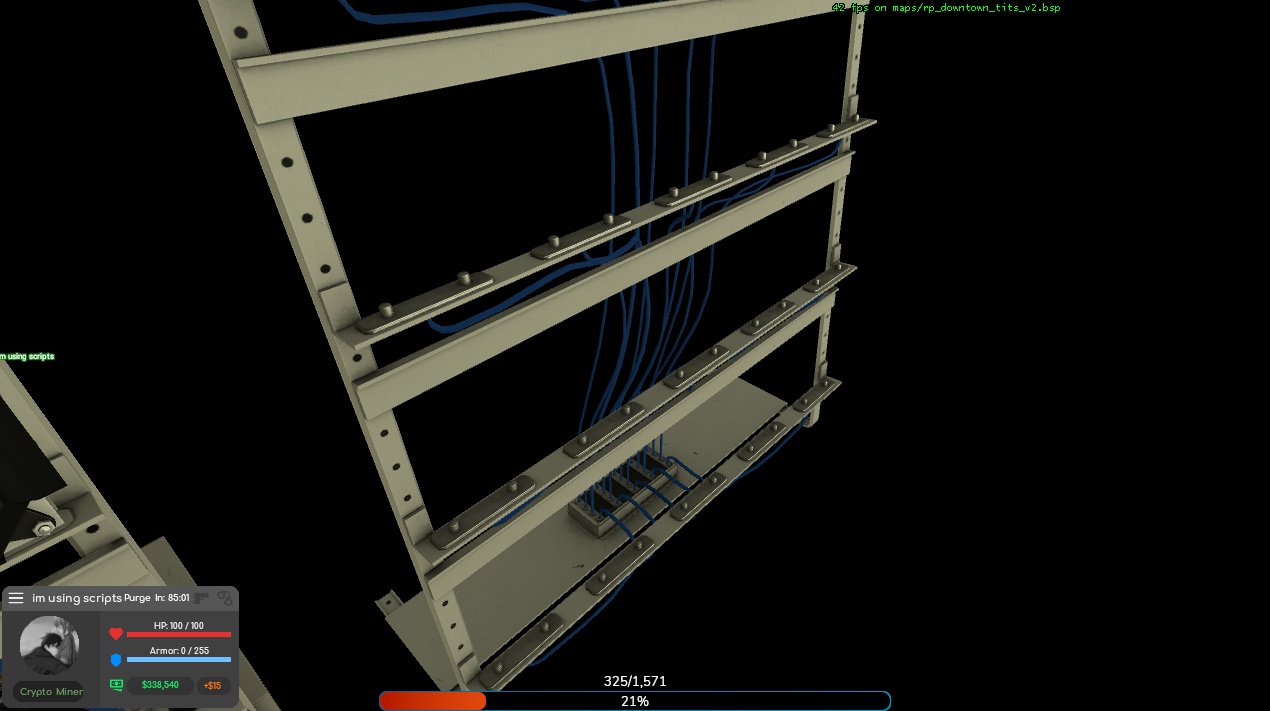 42 fps on maps/rp_downtown_tits_v2.bsp
m using scripts
im using scripts Purge In: 85:01
HP: 100 / 100
Armor: 0 / 255
Crypto Miner
$338,540
+$15
325/1,571
21%